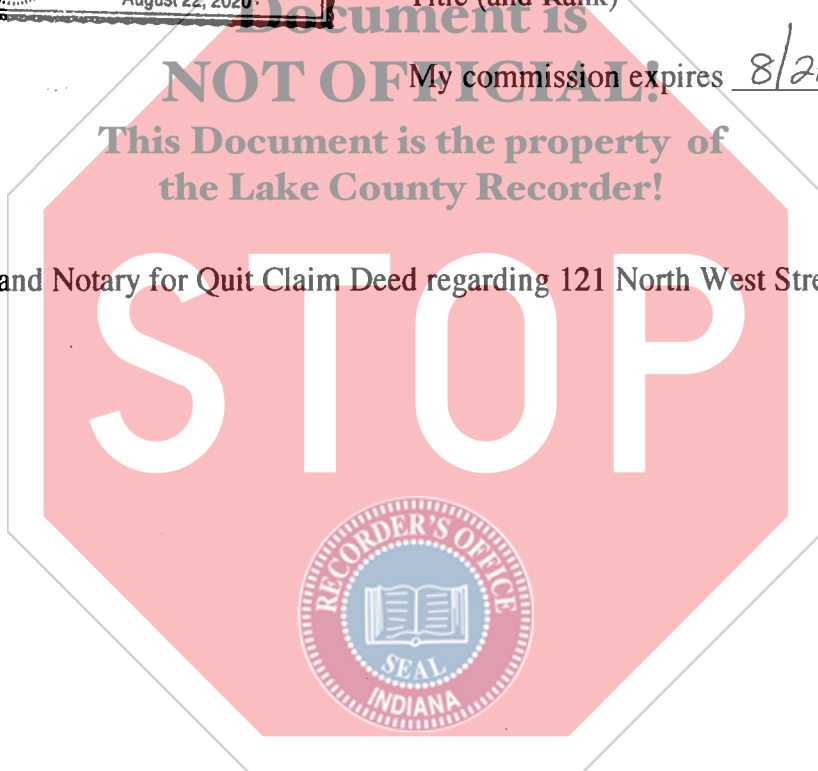 August 22, 2020
Title (and Rank)
Document is
NOT OFFICIAL!
My commission expires 8/2
This Document is the property of
the Lake County Recorder!
and Notary for Quit Claim Deed regarding 121 North West Stre
STOP
RECORDER'S OFFICE
SEAL
INDIANA